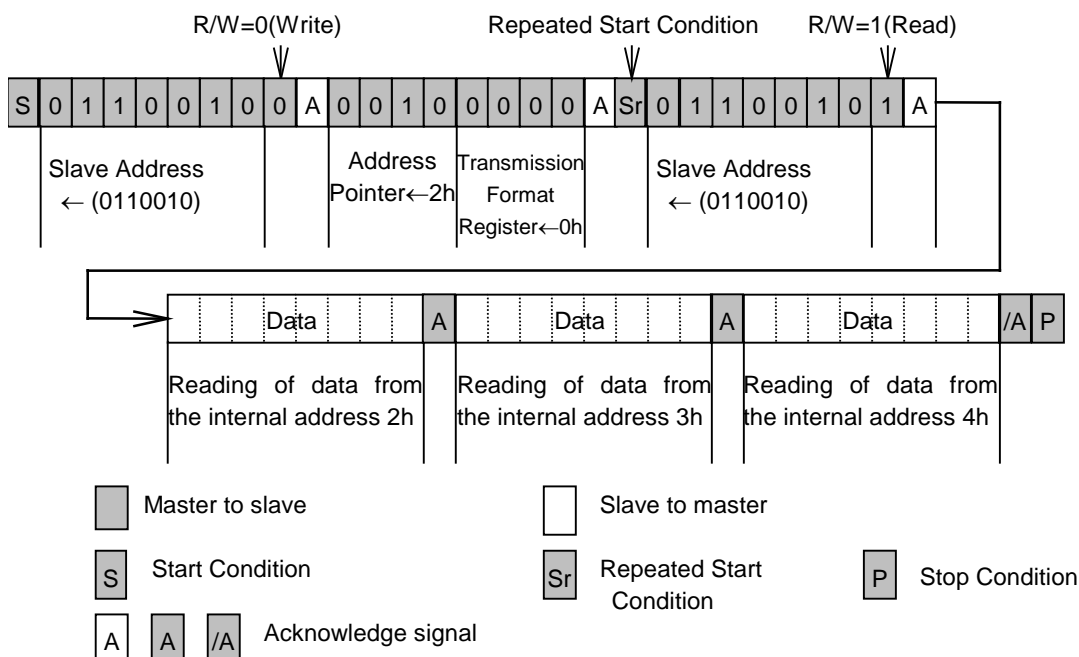 R/W=0(Write) Repeated Start Condition R/W=1(Read)
S 0 1 1 0 0 1 0 0 A 0 0 1 0 0 0 0 0 A Sr 0 1 1 0 0 1 0 1 A
Slave Address
← (0110010)
Address
Pointer←2h
Transmission
Format
Register←0h
Slave Address
← (0110010)
Data A Data A Data /A P
Reading of data from
the internal address 2h
Reading of data from
the internal address 3h
Reading of data from
the internal address 4h
Master to slave
Slave to master
S Start Condition
Sr Repeated Start
Condition
P Stop Condition
A A /A Acknowledge signal